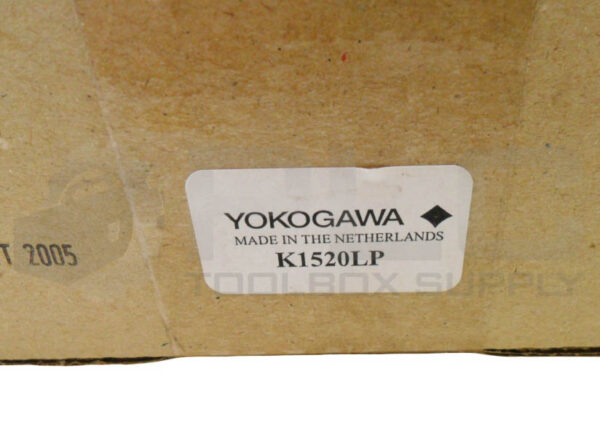 YOKOGAWA
MADE IN THE NETHERLANDS
K1520LP
T 2005
TOOLBOX SUPPLY